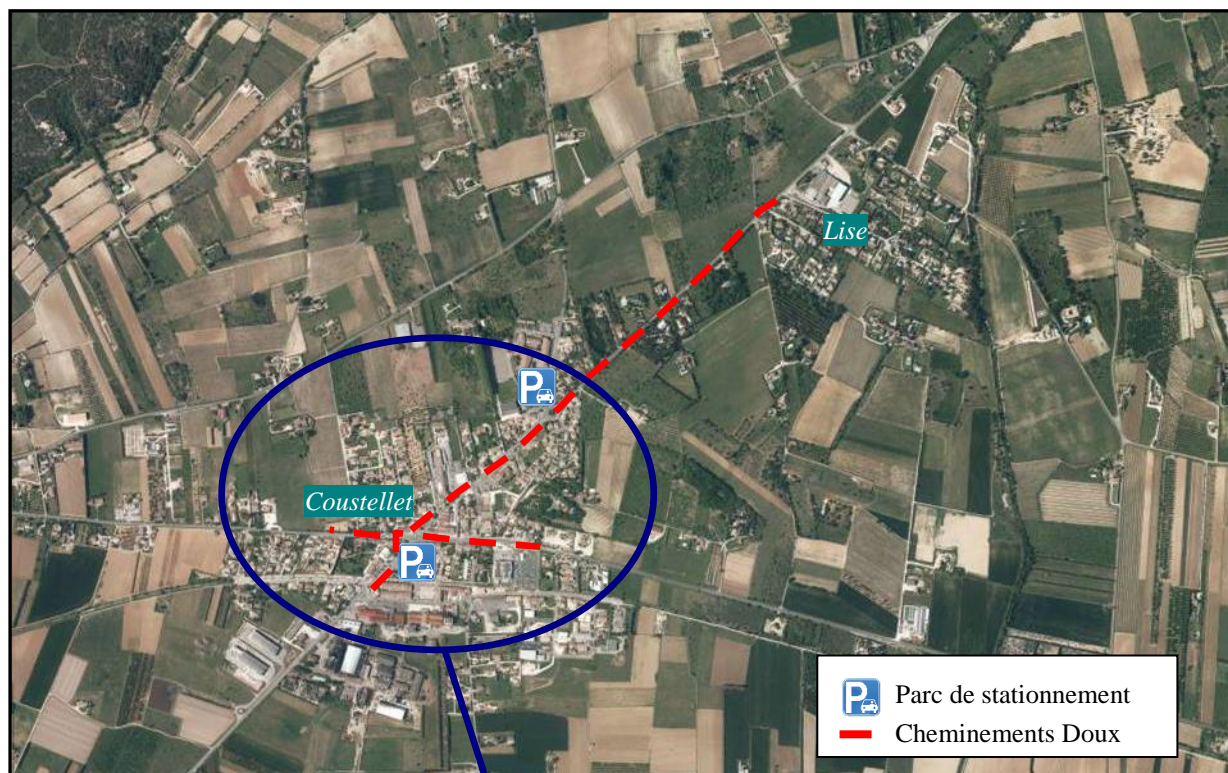 Lise
P
Coustellet
P
P Parc de stationnement
Cheminements Doux